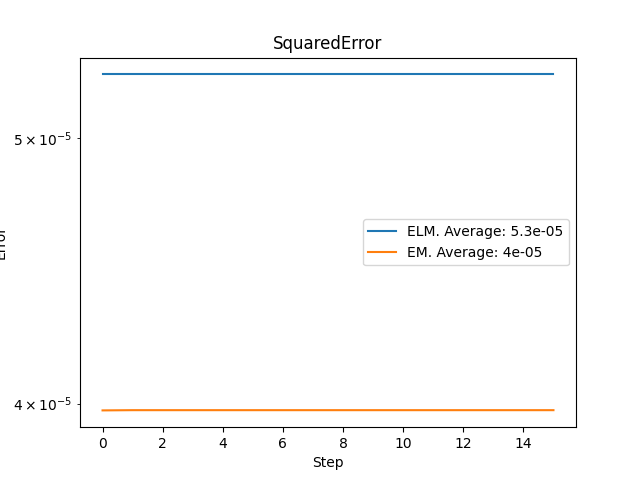 SquaredError
5 × 10⁻⁵
ELM. Average: 5.3e-05
EM. Average: 4e-05
Error
4 × 10⁻⁵
0 2 4 6 8 10 12 14
Step